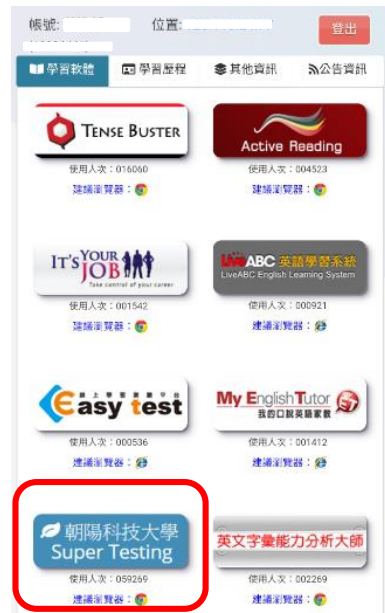 帳號: 位置:
登出
學習軟體 學習歷程 其他資訊 公告資訊
TENSE BUSTER
Active Reading
使用人次：016060 使用人次：004523
建議瀏覽器： 建議瀏覽器：
IT'S YOUR JOB
Take control of your career
LiveABC 英語學習系統
LiveABC English Learning System
使用人次：001542 使用人次：000921
建議瀏覽器： 建議瀏覽器：
線上學習測驗平台
Easy test
My English Tutor
我的口說英語家教
使用人次：000536 使用人次：001412
建議瀏覽器： 建議瀏覽器：
朝陽科技大學
Super Testing
英文字彙能力分析大師
使用人次：059269 使用人次：002269
建議瀏覽器： 建議瀏覽器：